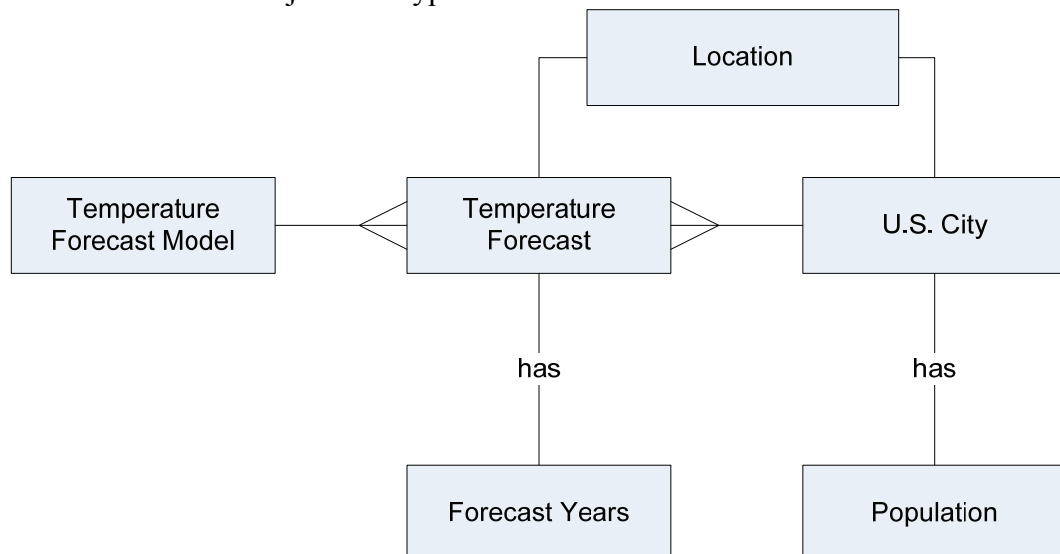 Location
Temperature
Forecast Model
Temperature
Forecast
U.S. City
has
has
Forecast Years
Population